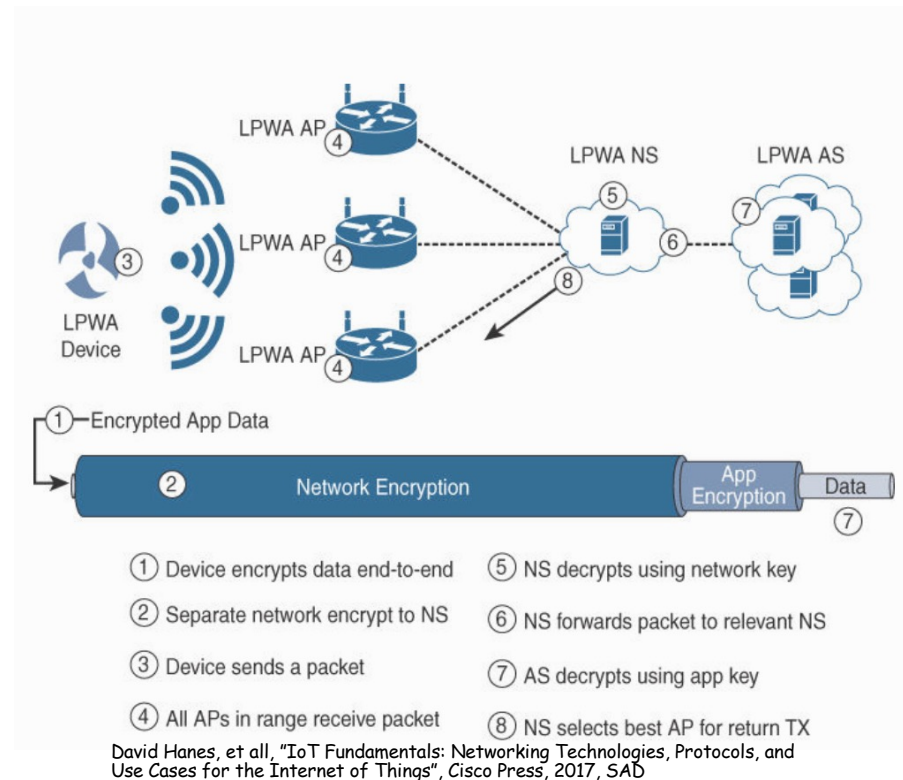 LPWA AP
④
LPWA NS
LPWA AS
⑤
⑦
LPWA AP
③
④
⑥
⑧
LPWA
Device
LPWA AP
④
① Encrypted App Data
② Network Encryption
App
Encryption
Data
⑦
① Device encrypts data end-to-end
② Separate network encrypt to NS
③ Device sends a packet
④ All APs in range receive packet
⑤ NS decrypts using network key
⑥ NS forwards packet to relevant NS
⑦ AS decrypts using app key
⑧ NS selects best AP for return TX
David Hanes, et all, "IoT Fundamentals: Networking Technologies, Protocols, and
Use Cases for the Internet of Things", Cisco Press, 2017, SAD